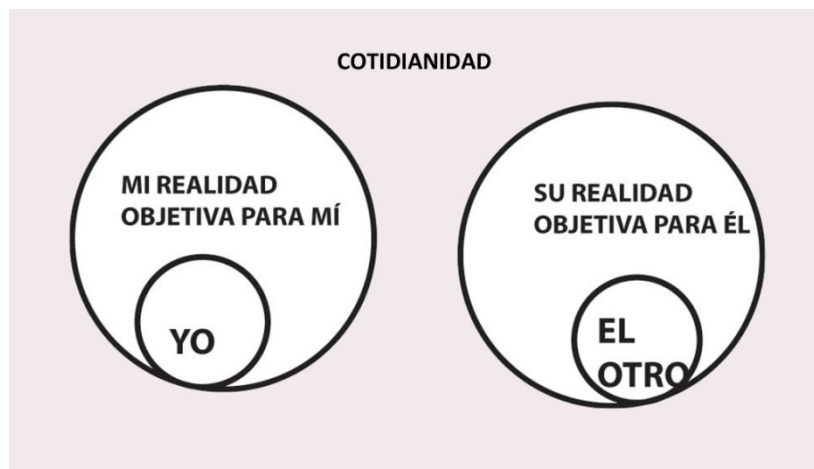 COTIDIANIDAD
MI REALIDAD
OBJETIVA PARA MÍ
YO
SU REALIDAD
OBJETIVA PARA ÉL
EL
OTRO